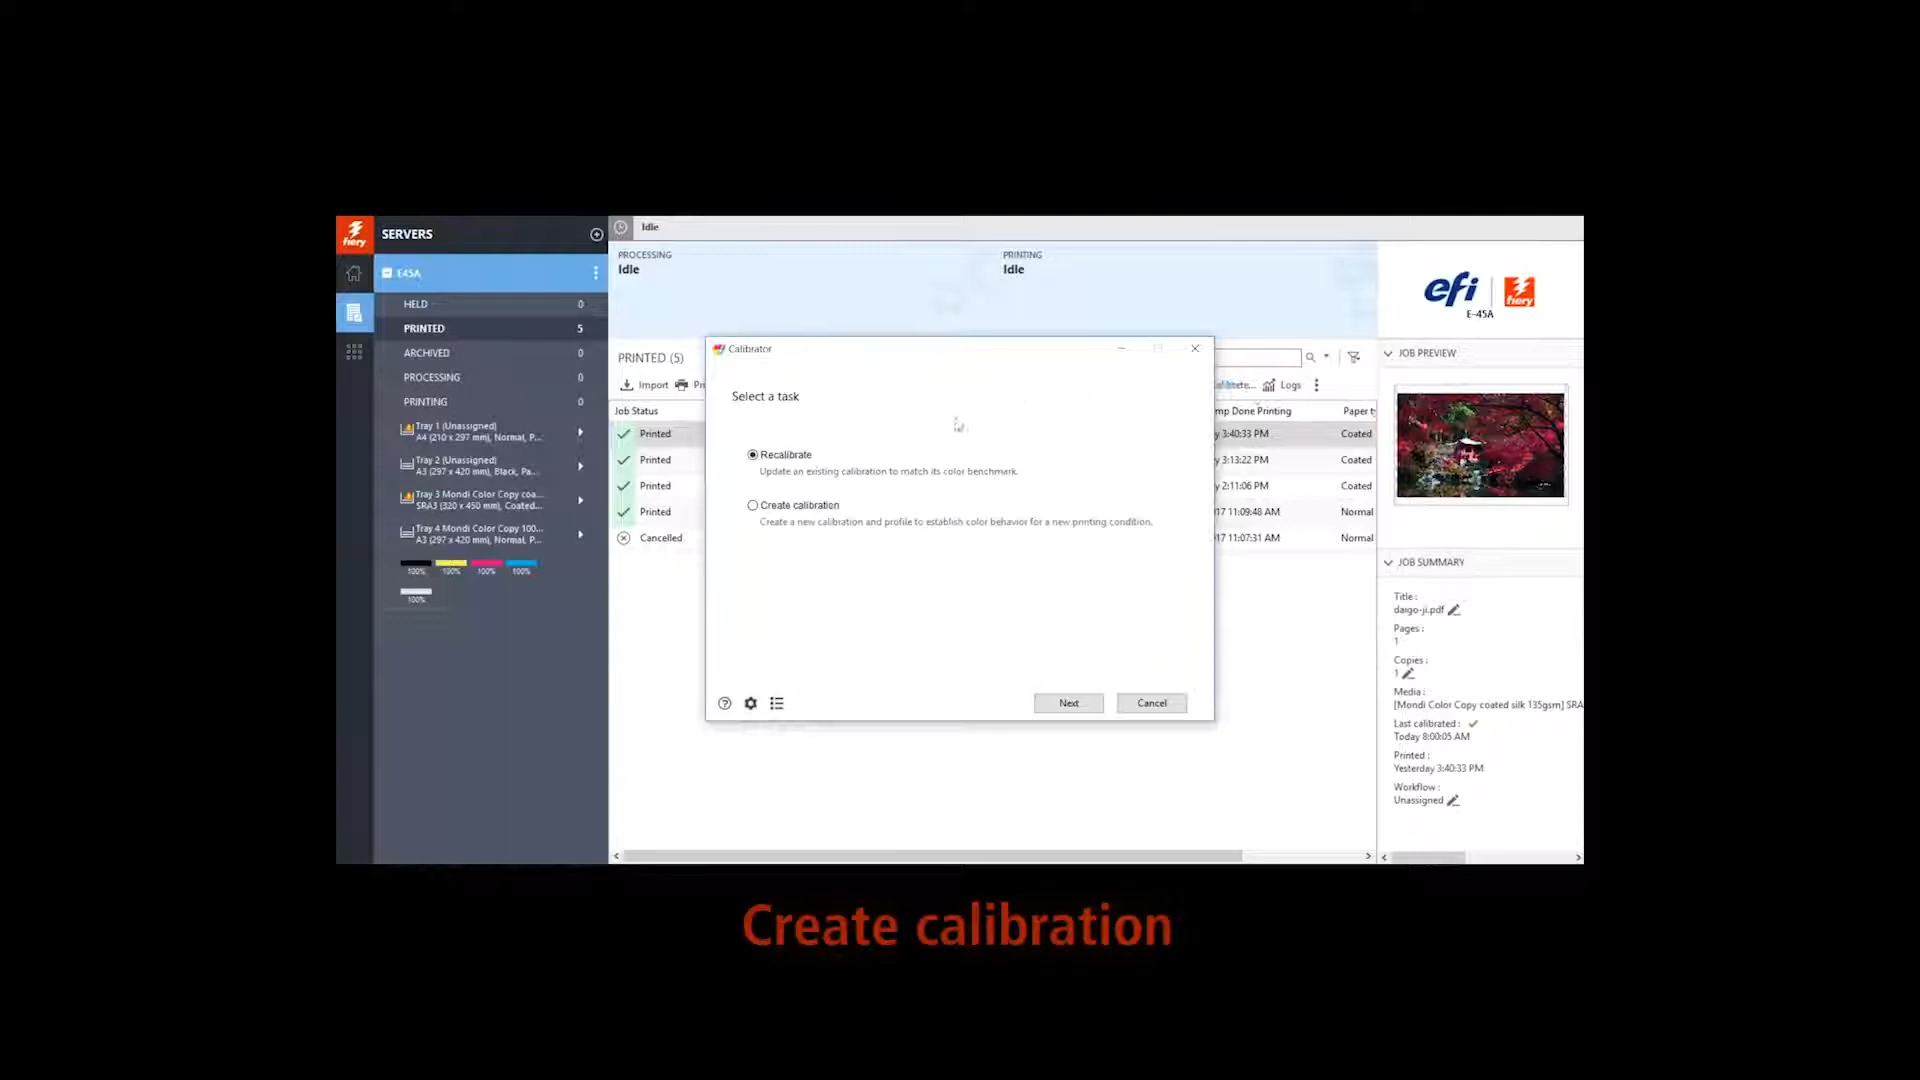 fiery
SERVERS
Idle
E45A
HELD 0
PRINTED 5
ARCHIVED 0
PROCESSING 0
PRINTING 0
Tray 1 (Unassigned)
A4 (210 x 297 mm), Normal, P...
Tray 2 (Unassigned)
A3 (297 x 420 mm), Black, Pa...
Tray 3 Mondi Color Copy coa...
SRA3 (320 x 450 mm), Coated...
Tray 4 Mondi Color Copy 100...
A3 (297 x 420 mm), Normal, P...
100% 100% 100% 100%
100%
PROCESSING
Idle
PRINTING
Idle
PRINTED (5)
Import
Logs
Job Status
Done Printing
Paper
Printed 3:40:33 PM Coated
Printed 3:13:22 PM Coated
Printed 2:11:06 PM Coated
Printed 11:09:48 AM Normal
Cancelled 11:07:31 AM Normal
Calibrator
Select a task
Recalibrate
Update an existing calibration to match its color benchmark.
Create calibration
Create a new calibration and profile to establish color behavior for a new printing condition.
Next
Cancel
efi
fiery
E-45A
JOB PREVIEW
JOB SUMMARY
Title :
daigo-ji.pdf
Pages :
1
Copies :
1
Media :
[Mondi Color Copy coated silk 135gsm] SRA
Last calibrated :
Today 8:00:05 AM
Printed :
Yesterday 3:40:33 PM
Workflow :
Unassigned
Create calibration